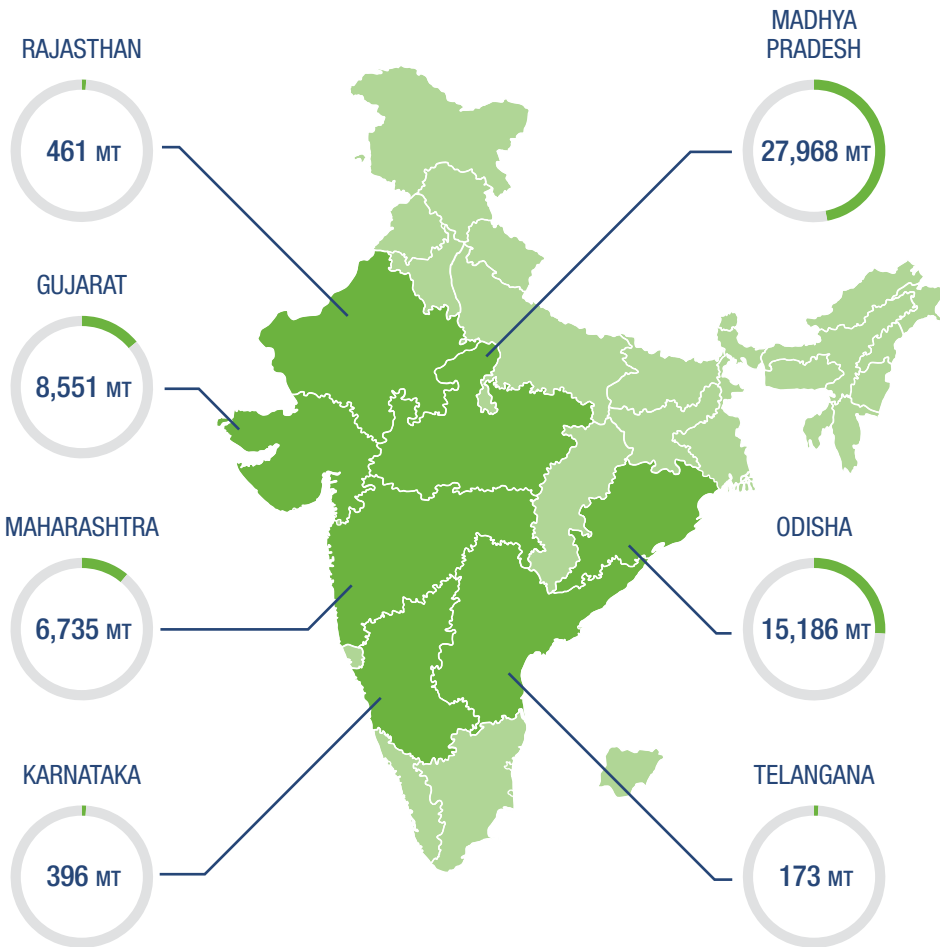 RAJASTHAN
461 MT
GUJARAT
8,551 MT
MAHARASHTRA
6,735 MT
KARNATAKA
396 MT
MADHYA
PRADESH
27,968 MT
ODISHA
15,186 MT
TELANGANA
173 MT